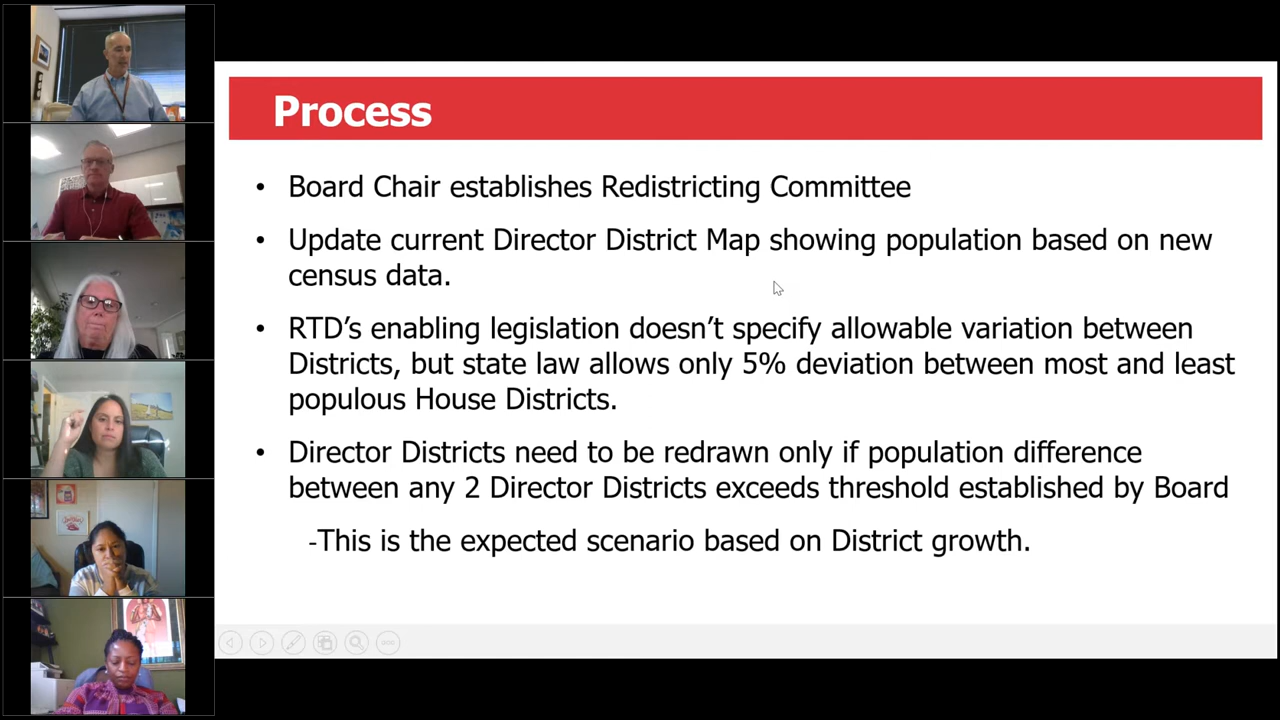 Process
• Board Chair establishes Redistricting Committee
• Update current Director District Map showing population based on new
census data.
• RTD’s enabling legislation doesn’t specify allowable variation between
Districts, but state law allows only 5% deviation between most and least
populous House Districts.
• Director Districts need to be redrawn only if population difference
between any 2 Director Districts exceeds threshold established by Board
-This is the expected scenario based on District growth.